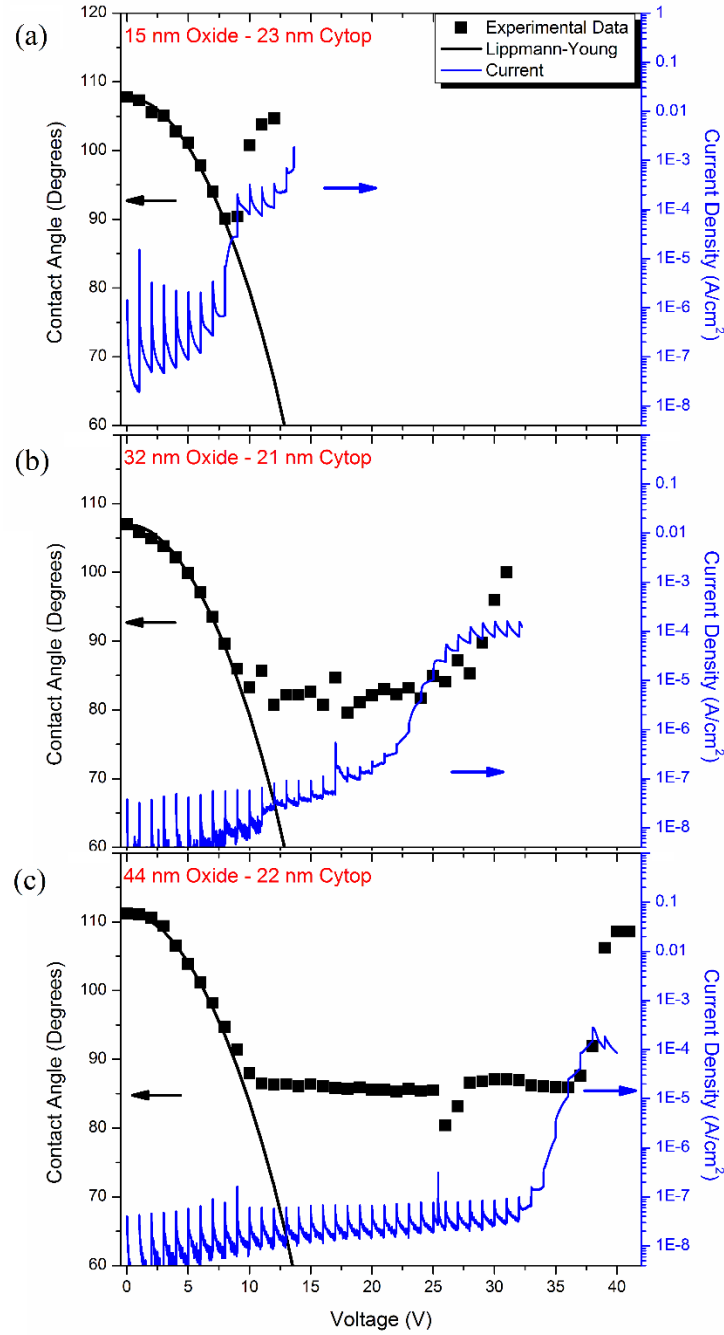 (a)
15 nm Oxide - 23 nm Cytop
Experimental Data
Lippmann-Young
Current
120
110
100
90
80
70
60
Contact Angle (Degrees)
1
0.1
0.01
1E-3
1E-4
1E-5
1E-6
1E-7
1E-8
Current Density (A/cm²)
(b)
32 nm Oxide - 21 nm Cytop
110
100
90
80
70
60
Contact Angle (Degrees)
0.1
0.01
1E-3
1E-4
1E-5
1E-6
1E-7
1E-8
Current Density (A/cm²)
(c)
44 nm Oxide - 22 nm Cytop
110
100
90
80
70
60
Contact Angle (Degrees)
0.1
0.01
1E-3
1E-4
1E-5
1E-6
1E-7
1E-8
Current Density (A/cm²)
0 5 10 15 20 25 30 35 40
Voltage (V)